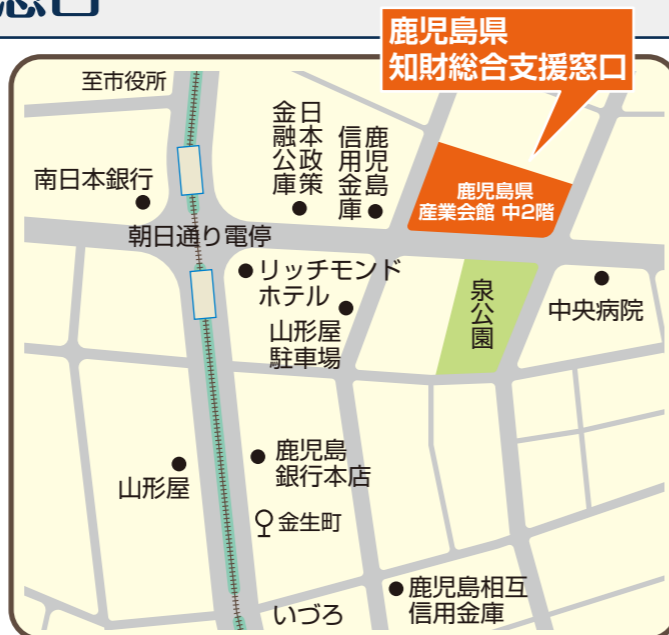 窓口
鹿児島県
知財総合支援窓口
至市役所
日本政策
金融公庫
鹿児島
信用金庫
鹿児島県
産業会館 中2階
南日本銀行
朝日通り電停
リッチモンド
ホテル
泉公園
中央病院
山形屋
駐車場
鹿児島
銀行本店
山形屋
金生町
鹿児島相互
信用金庫
いづろ